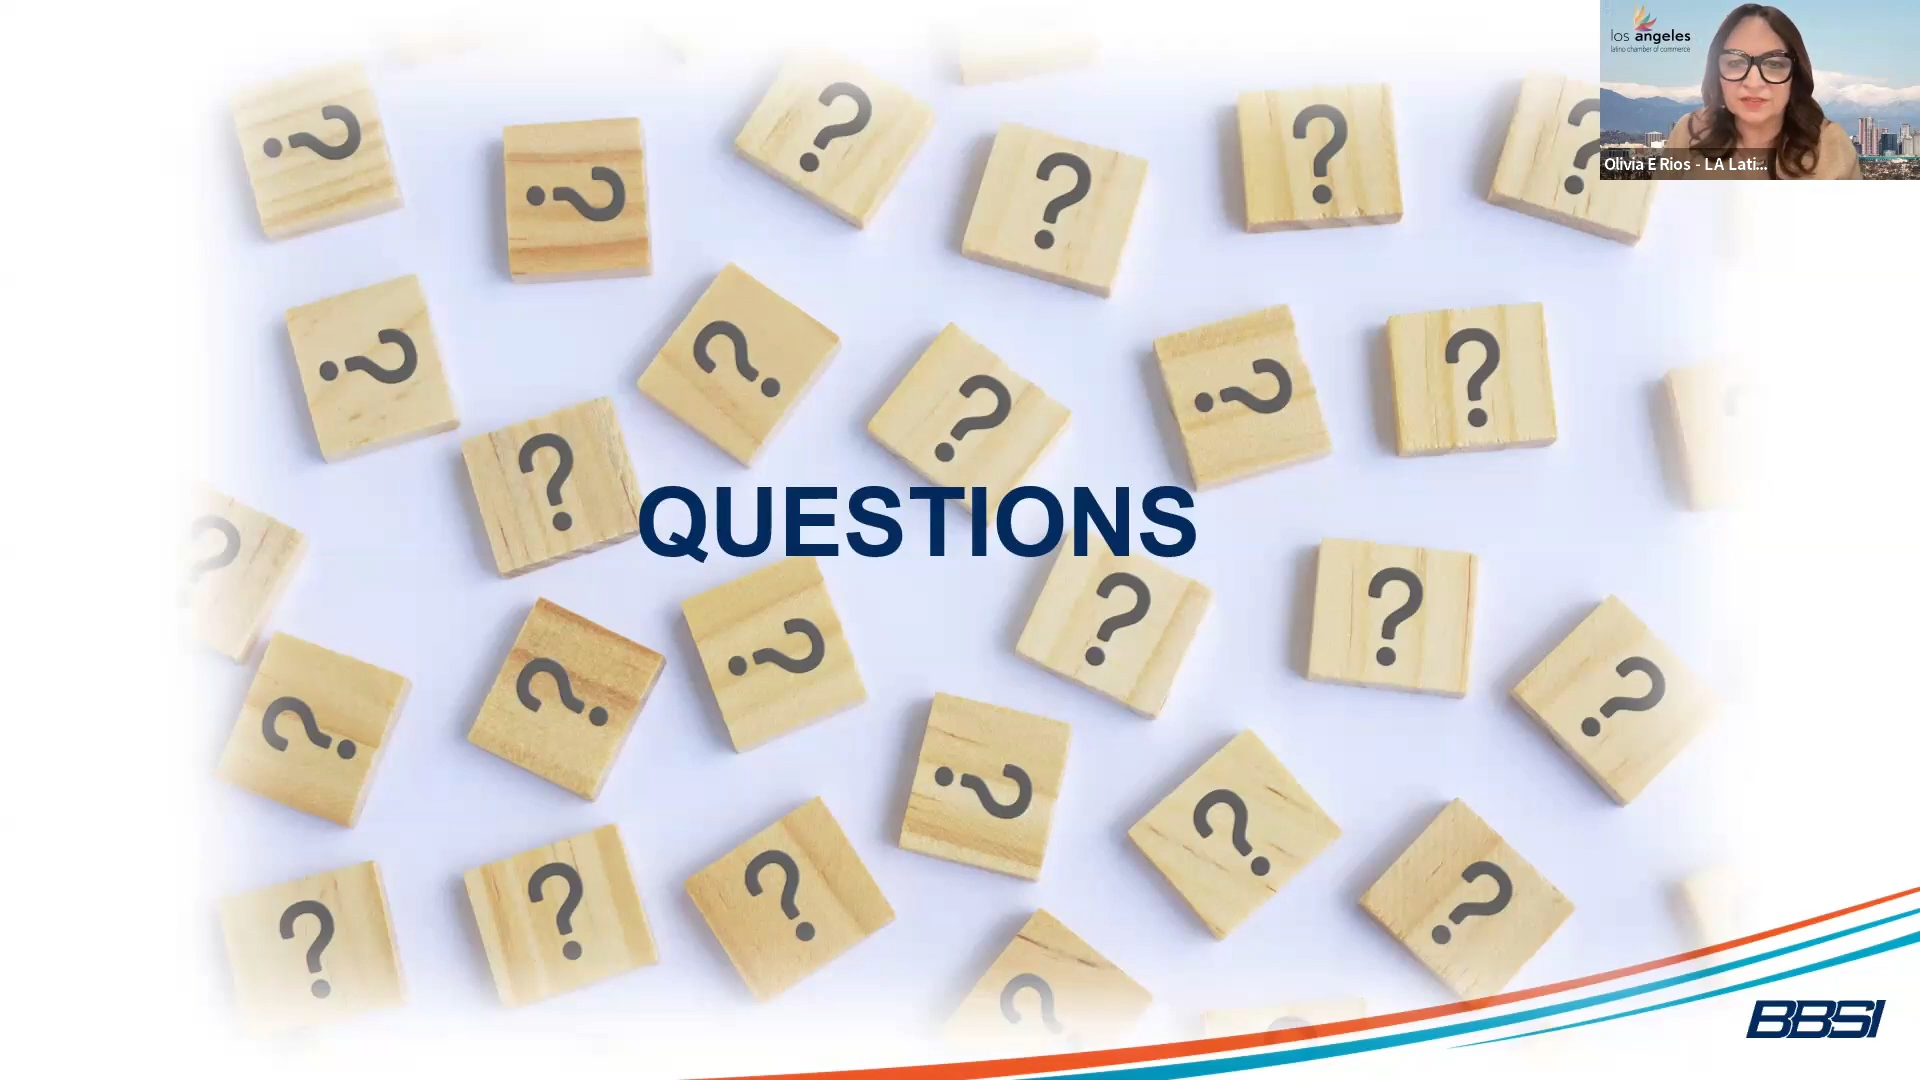 los angeles
latino chamber of commerce
Olivia E Rios - LA Lati...
QUESTIONS
BBSI